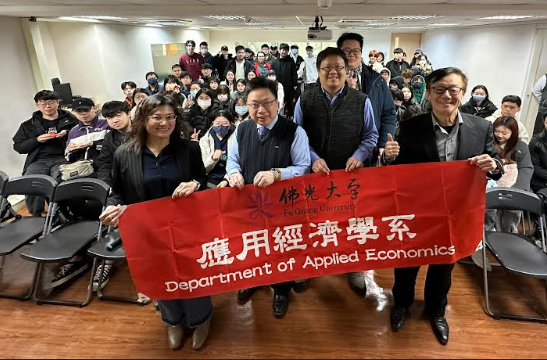 佛光大學
Fo Guang University
應用經濟學系
Department of Applied Economics